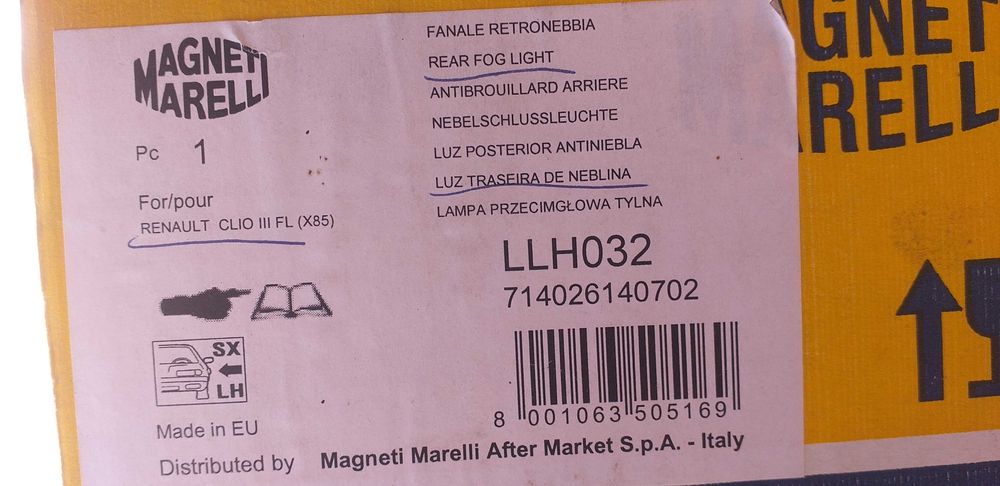 MAGNETI
MARELLI
Pc 1
For/pour
RENAULT CLIO III FL (X85)
SX
LH
Made in EU
Distributed by Magneti Marelli After Market S.p.A. - Italy
FANALE RETRONEBBIA
REAR FOG LIGHT
ANTIBROUILLARD ARRIERE
NEBELSCHLUSSLEUCHTE
LUZ POSTERIOR ANTINIEBLA
LUZ TRASEIRA DE NEBLINA
LAMPA PRZECIMGŁOWA TYLNA
LLH032
714026140702
8 001063 505169
GNET
RELL